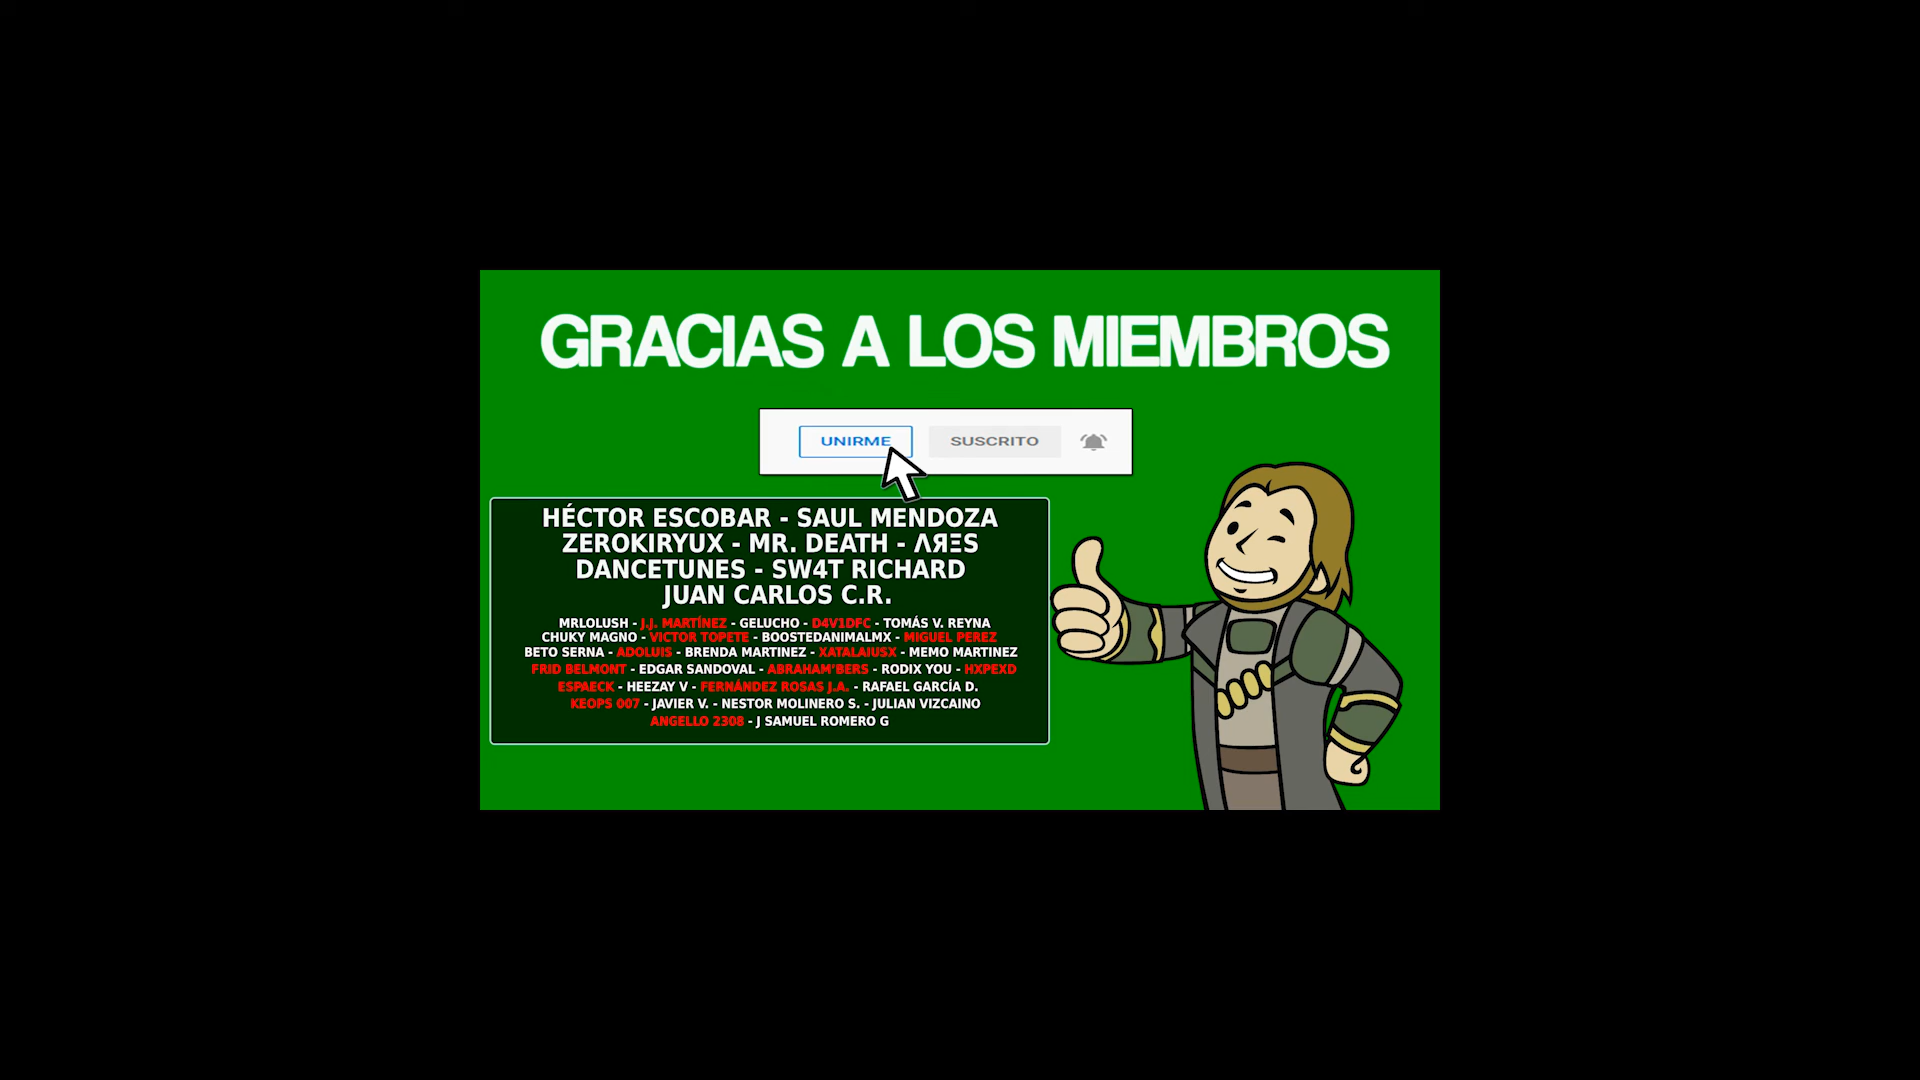 GRACIAS A LOS MIEMBROS
UNIRME SUSCRITO
HÉCTOR ESCOBAR - SAUL MENDOZA
ZEROKIRYUX - MR. DEATH - ΛЯΞS
DANCETUNES - SW4T RICHARD
JUAN CARLOS C.R.
MRLOLUSH - J.J. MARTÍNEZ - GELUCHO - D4V1DFC - TOMÁS V. REYNA
CHUKY MAGNO - VICTOR TOPETE - BOOSTEDANIMALMX - MIGUEL PEREZ
BETO SERNA - ADOLUIS - BRENDA MARTINEZ - XATALAIUSX - MEMO MARTINEZ
FRID BELMONT - EDGAR SANDOVAL - ABRAHAM'BERS - RODIX YOU - HXPEXD
ESPAECK - HEEZAY V - FERNÁNDEZ ROSAS J.A. - RAFAEL GARCÍA D.
KEOPS 007 - JAVIER V. - NESTOR MOLINERO S. - JULIAN VIZCAINO
ANGELLO 2308 - J SAMUEL ROMERO G